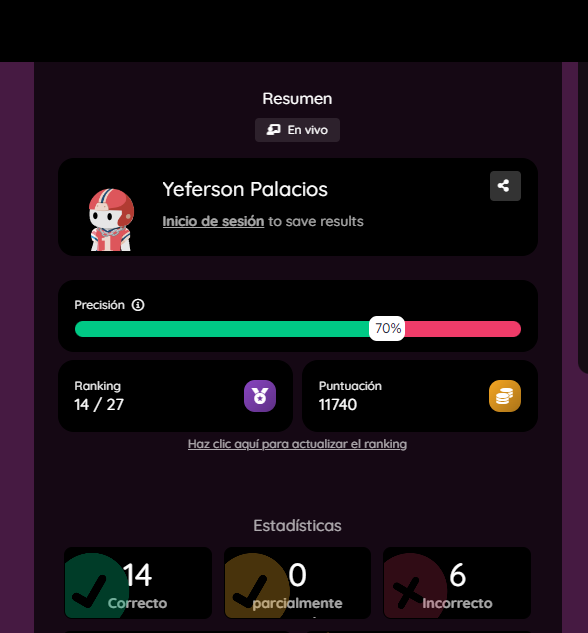 Resumen
En vivo
Yeferson Palacios
Inicio de sesión to save results
Precisión
70%
Ranking
14 / 27
Puntuación
11740
Haz clic aquí para actualizar el ranking
Estadísticas
14
Correcto
0
parcialmente
6
Incorrecto